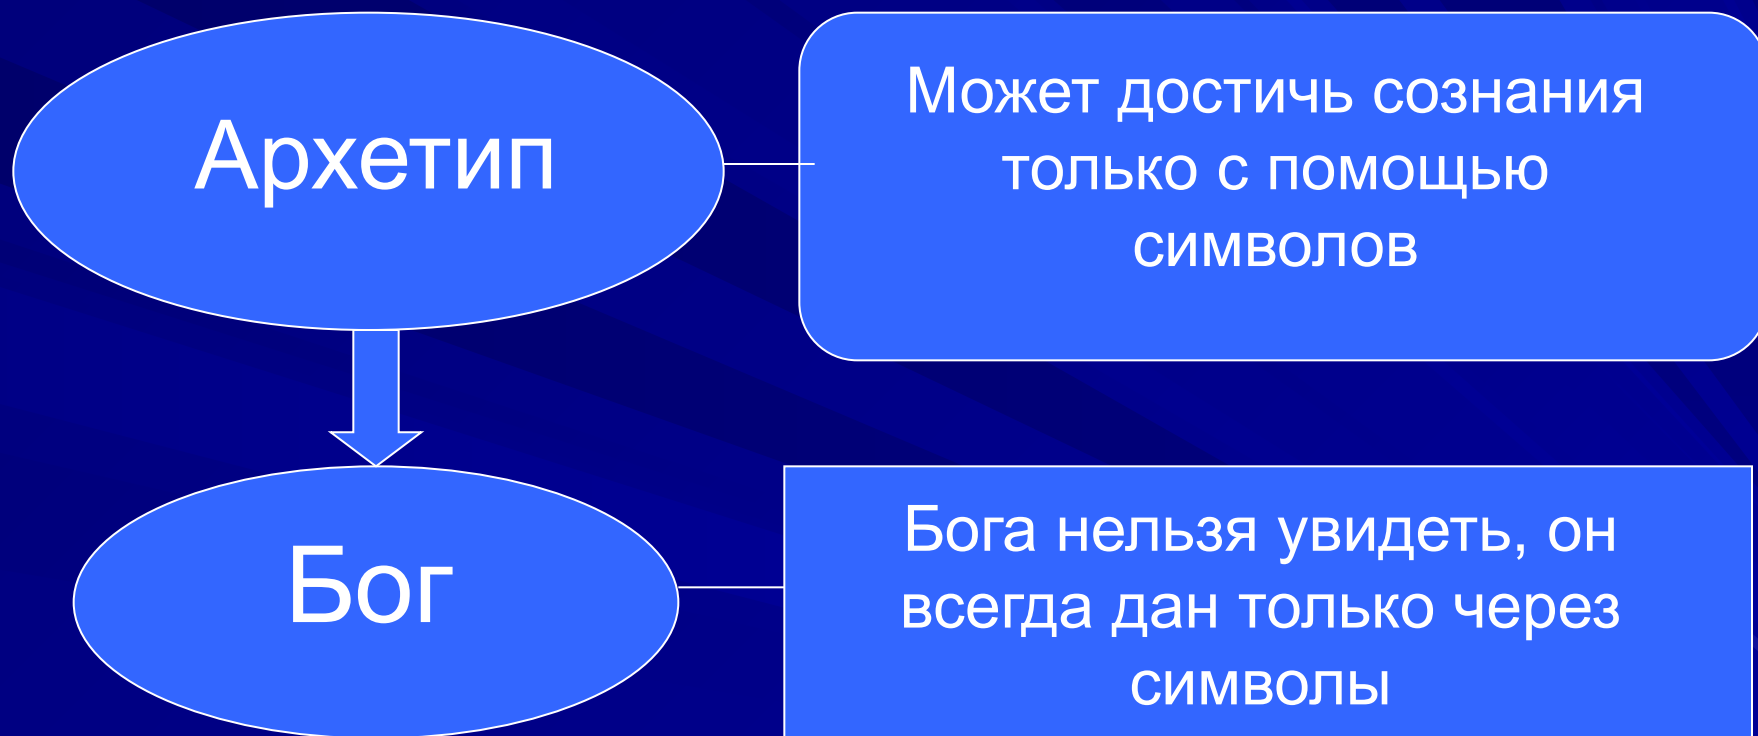 Архетип
Может достичь сознания
только с помощью
символов
Бог
Бога нельзя увидеть, он
всегда дан только через
символы